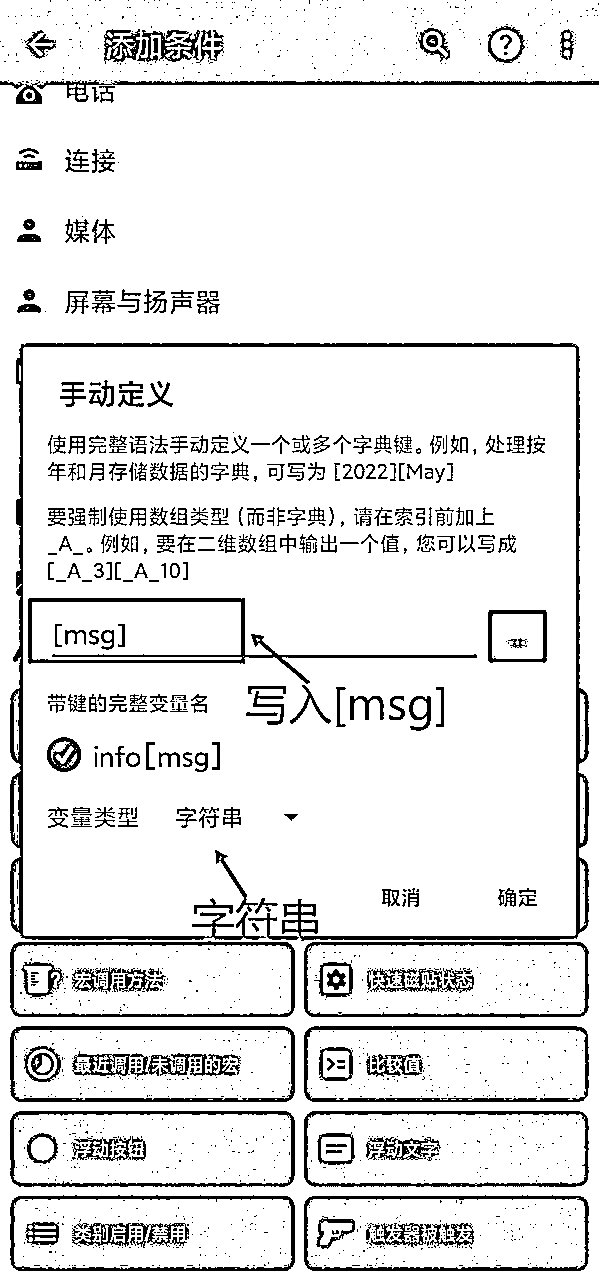 添加条件
电话
连接
媒体
屏幕与扬声器
手动定义
使用完整语法手动定义一个或多个字典键。例如，处理按
年和月存储数据的字典，可写为 [2022][May]
要强制使用数组类型（而非字典），请在索引前加上
_A_。例如，要在二维数组中输出一个值，您可以写成
[_A_3][_A_10]
[msg]
写入[msg]
带键的完整变量名
info[msg]
变量类型 字符串
字符串
取消 确定
宏调用方法 快速磁贴状态
最近调用/未调用的宏 比较值
浮动按钮 浮动文字
类别启用/禁用 触发器被触发